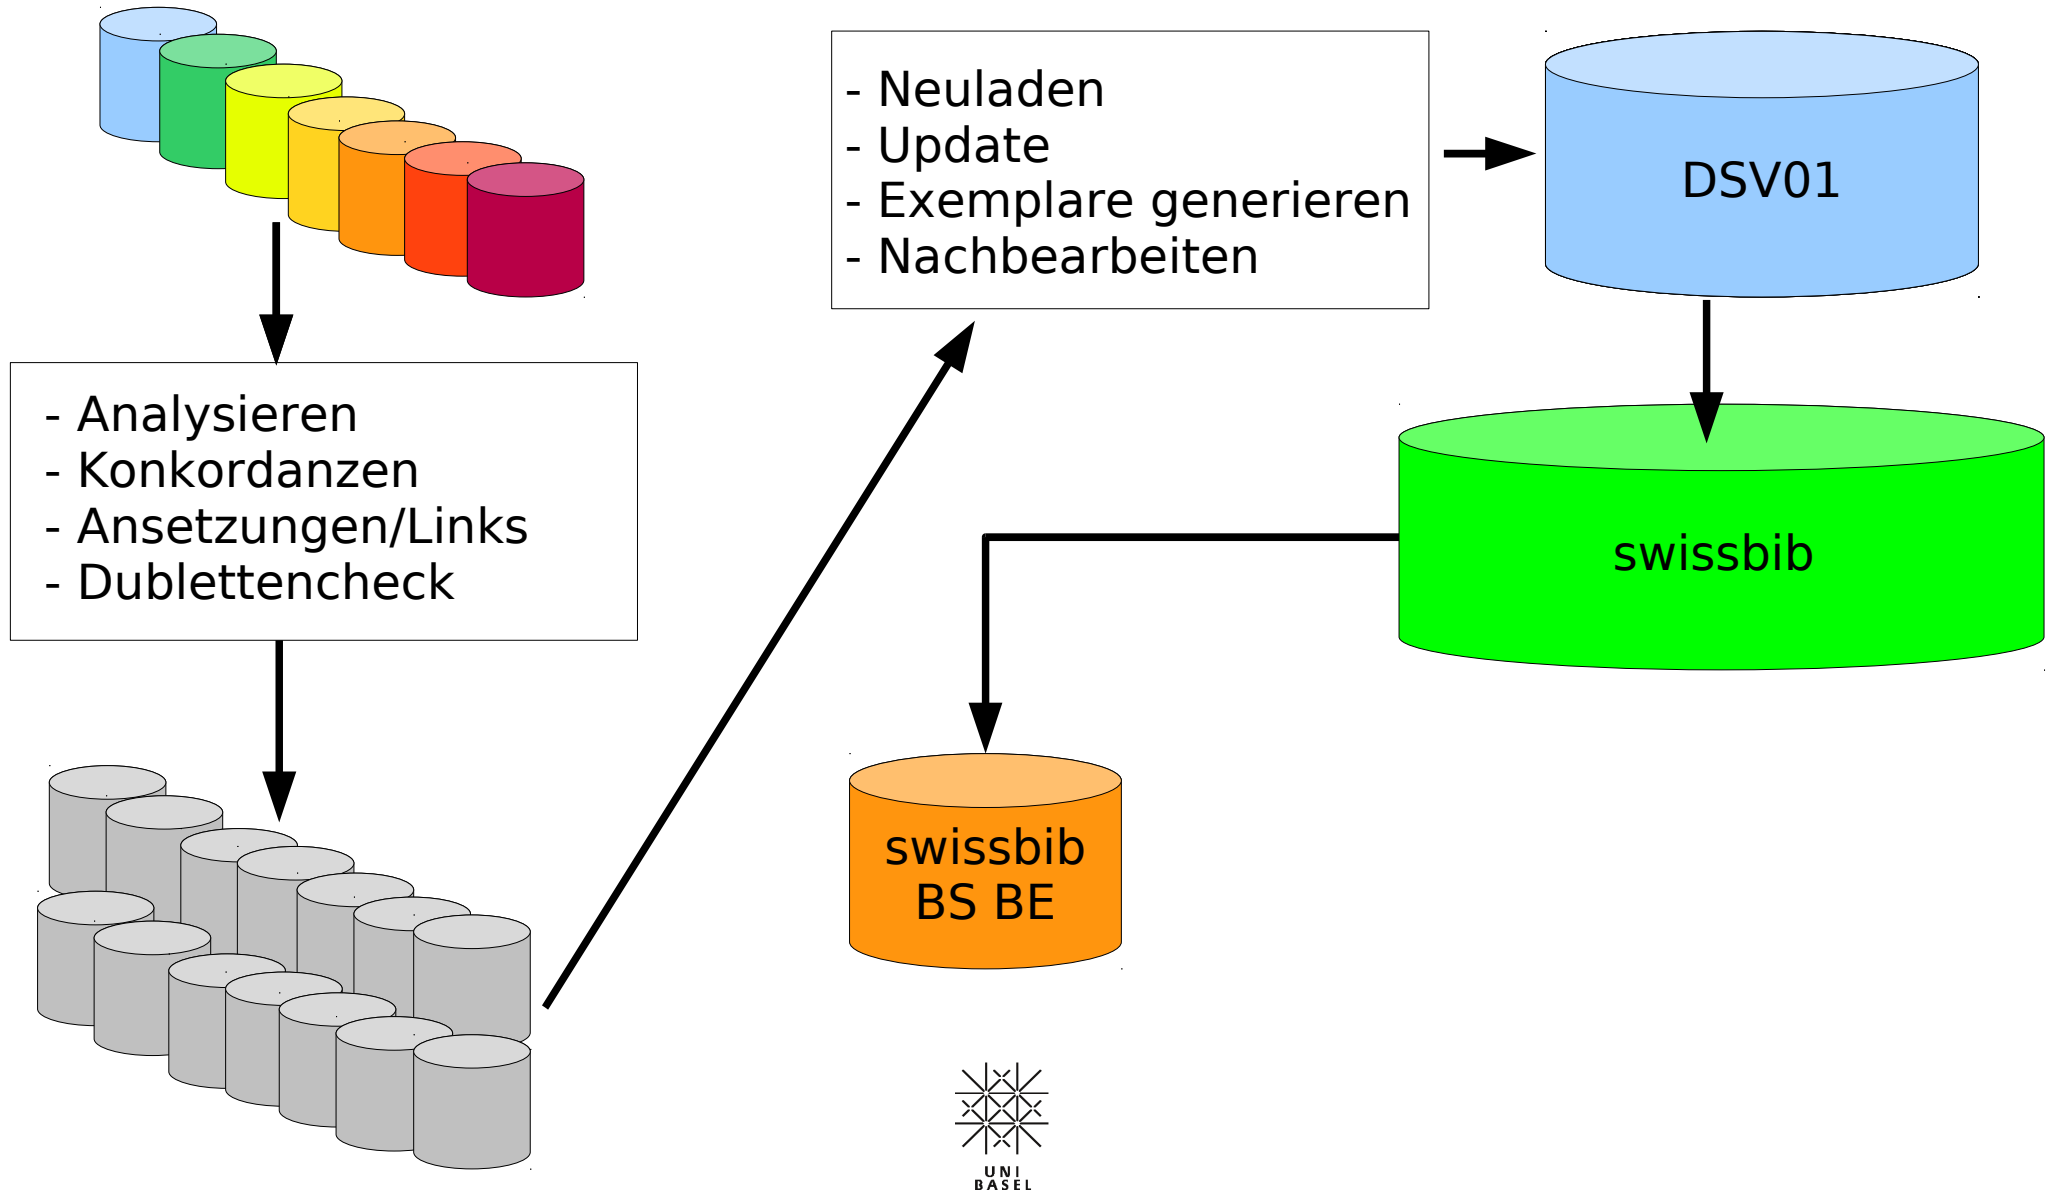 - Analysieren
- Konkordanzen
- Ansetzungen/Links
- Dublettencheck
- Neuladen
- Update
- Exemplare generieren
- Nachbearbeiten
DSV01
swissbib
swissbib
BS BE
UNI
BASEL